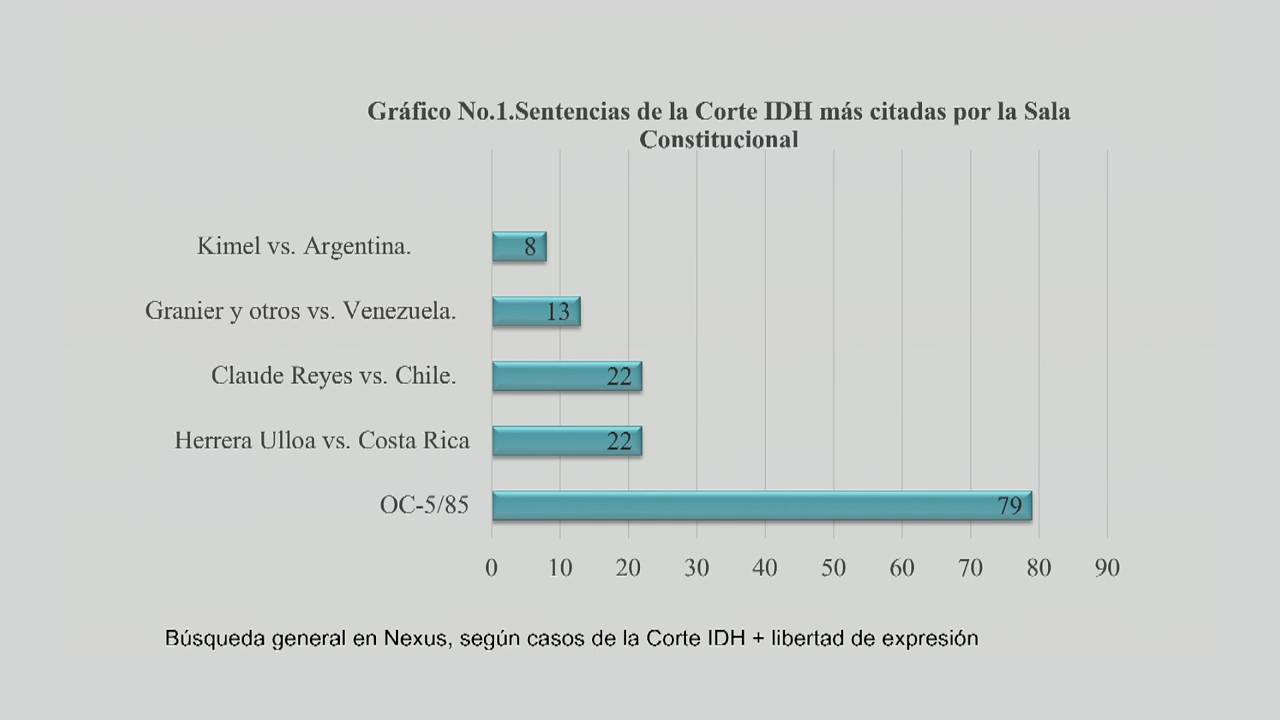 Gráfico No.1.Sentencias de la Corte IDH más citadas por la Sala
Constitucional
Kimel vs. Argentina.
8
Granier y otros vs. Venezuela.
13
Claude Reyes vs. Chile.
22
Herrera Ulloa vs. Costa Rica
22
OC-5/85
79
0 10 20 30 40 50 60 70 80 90
Búsqueda general en Nexus, según casos de la Corte IDH + libertad de expresión